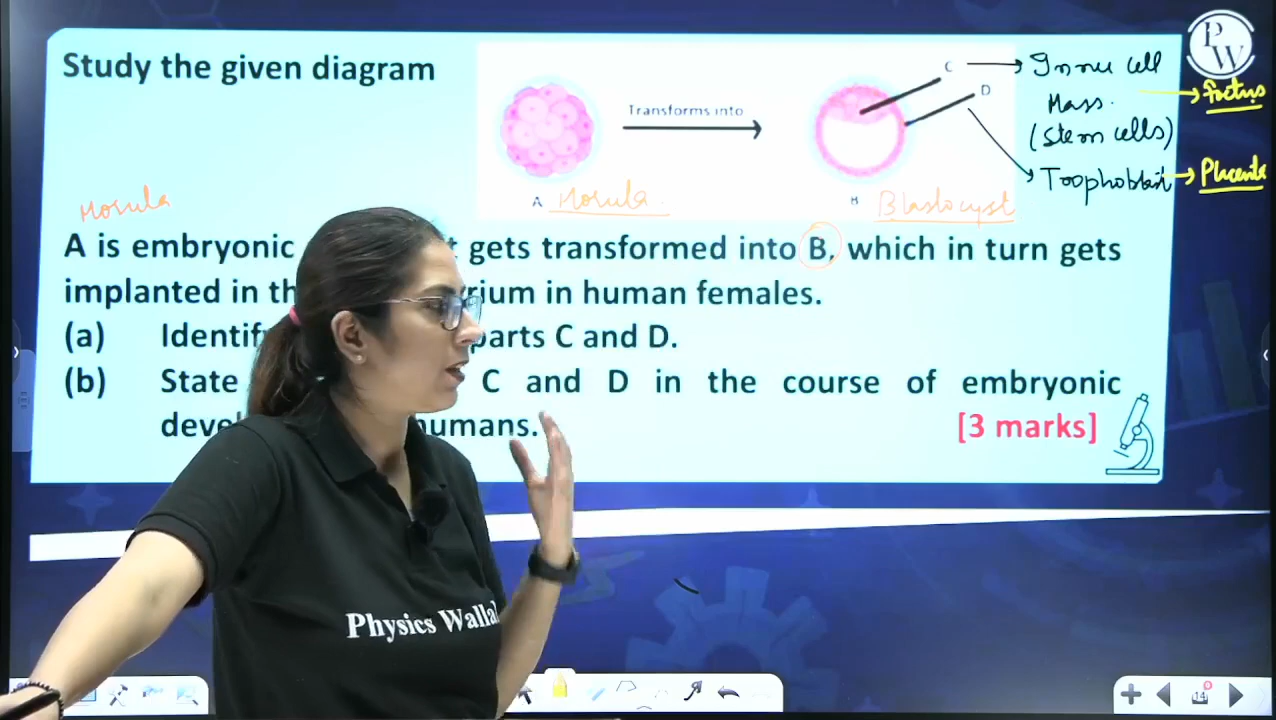 Study the given diagram
Transforms into
C
D
A
B
Morula
Blastocyst
Inner cell
Mass.
(Stem cells)
Trophoblast
Foetus
Placenta
Morula
A is embryonic t gets transformed into B, which in turn gets
implanted in th rium in human females.
(a) Identif parts C and D.
(b) State C and D in the course of embryonic
deve humans.
[3 marks]
P
W
Physics Walla
14